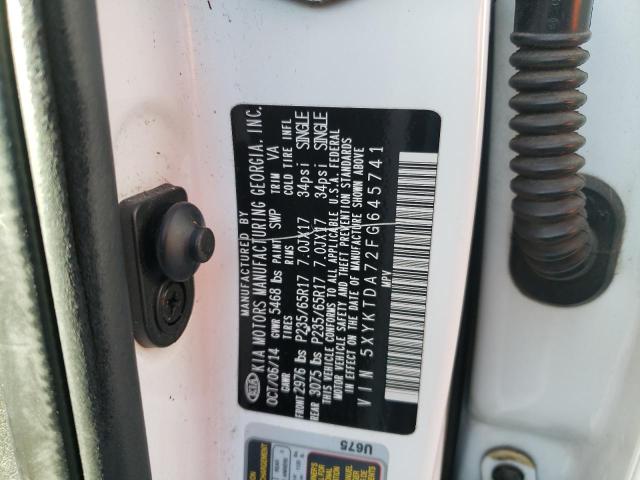 MANUFACTURED BY
KIA MOTORS MANUFACTURING GEORGIA. INC.
OCT/06/14 GVWR 5468 lbs PAINT SWP TRIM VA
GAWR TIRES RIMS COLD TIRE INFL
FRONT 2976 lbs P235/65R17 7.0JX17 34psi SINGLE
REAR 3075 lbs P235/65R17 7.0JX17 34psi SINGLE
THIS VEHICLE CONFORMS TO ALL APPLICABLE U.S.A. FEDERAL
MOTOR VEHICLE SAFETY AND THEFT PREVENTION STANDARDS
IN EFFECT ON THE DATE OF MANUFACTURE SHOWN ABOVE
VIN 5XYKTDA72FG645741
MPV
KIA
U675